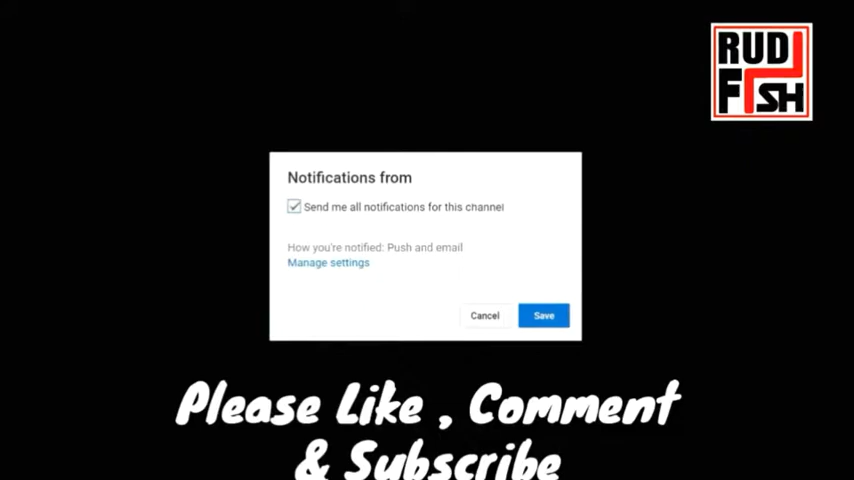 RUDI
FISH
Notifications from
Send me all notifications for this channel
How you're notified: Push and email
Manage settings
Cancel
Save
Please Like , Comment
& Subscribe